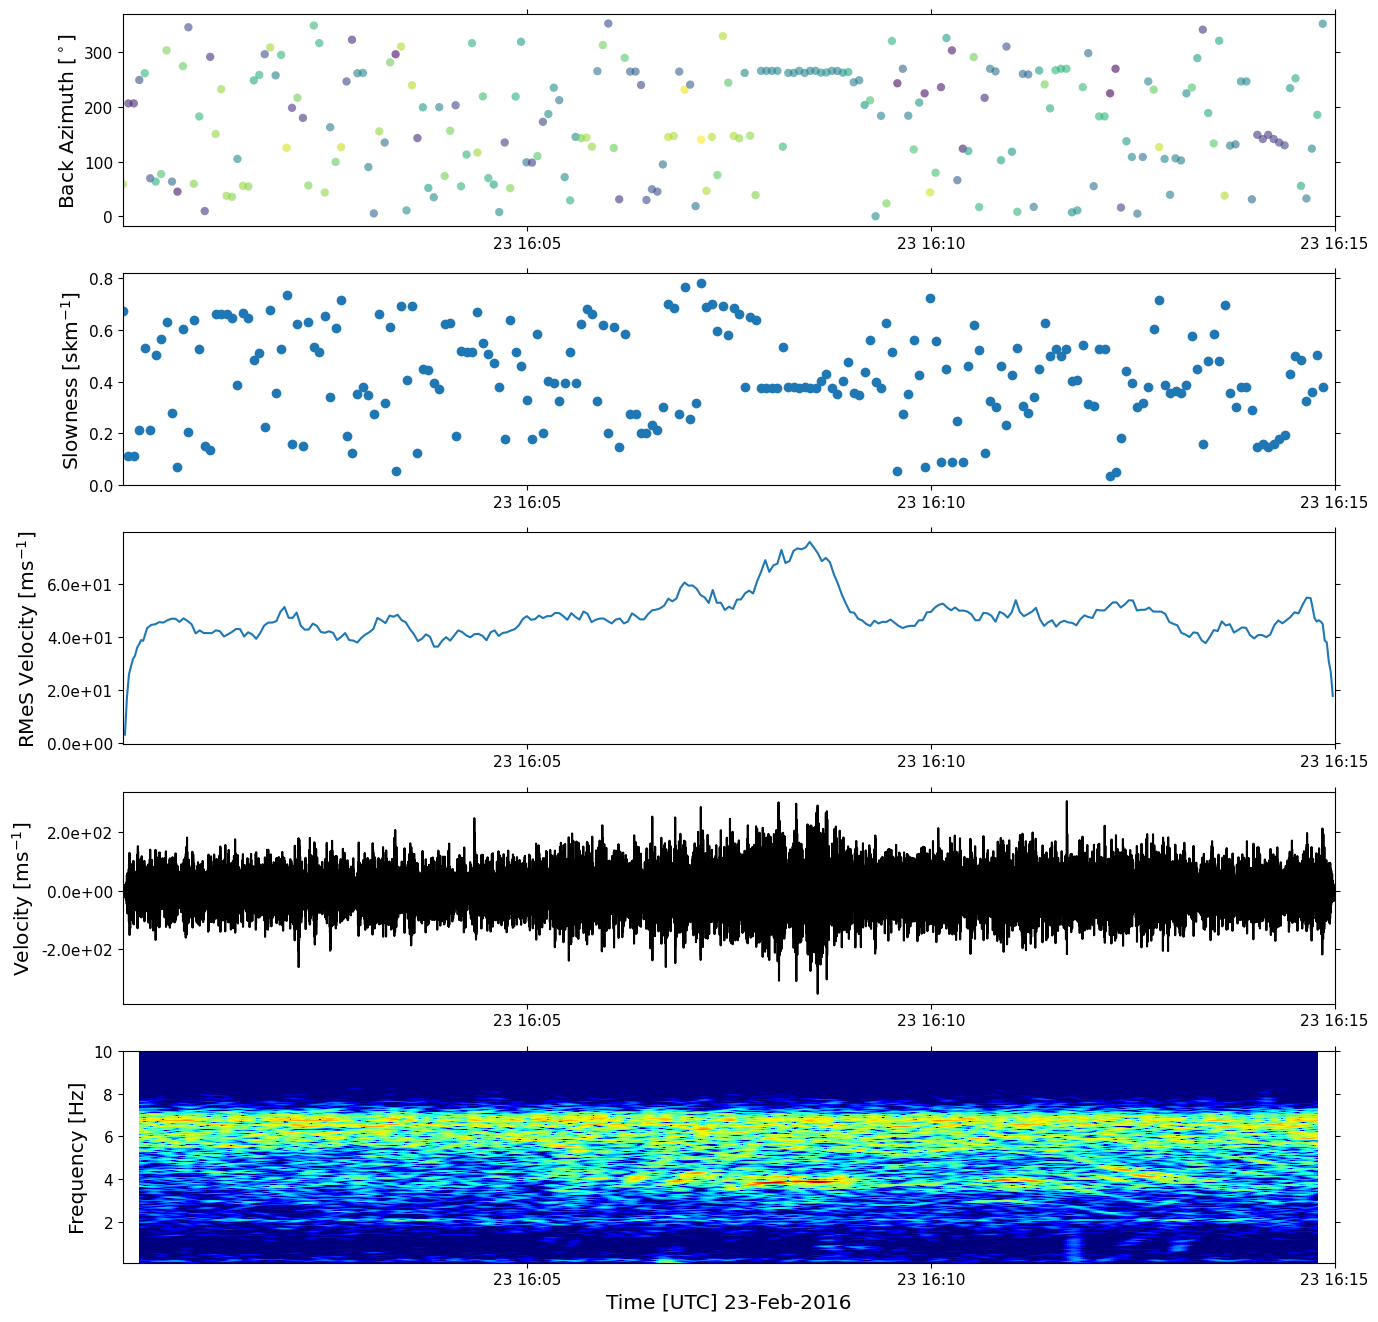 Back Azimuth [ ° ]
300
200
100
0
23 16:05
23 16:10
23 16:15
Slowness [skm⁻¹]
0.8
0.6
0.4
0.2
0.0
23 16:05
23 16:10
23 16:15
RMeS Velocity [ms⁻¹]
6.0e+01
4.0e+01
2.0e+01
0.0e+00
23 16:05
23 16:10
23 16:15
Velocity [ms⁻¹]
2.0e+02
0.0e+00
-2.0e+02
23 16:05
23 16:10
23 16:15
Frequency [Hz]
10
8
6
4
2
23 16:05
23 16:10
23 16:15
Time [UTC] 23-Feb-2016